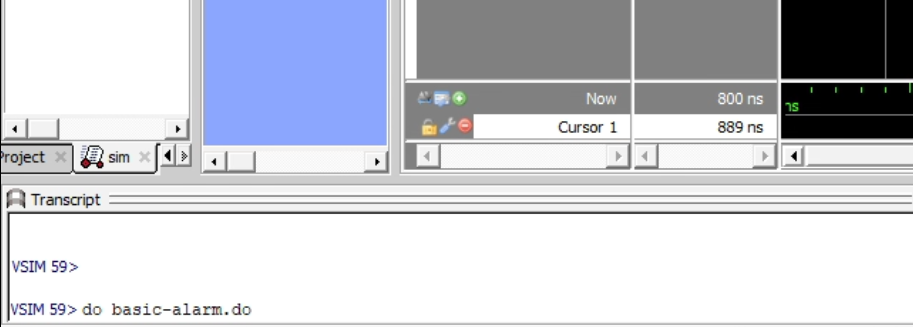 Now 800 ns
ns
Cursor 1 889 ns
Project sim
Transcript
VSIM 59>
VSIM 59> do basic-alarm.do